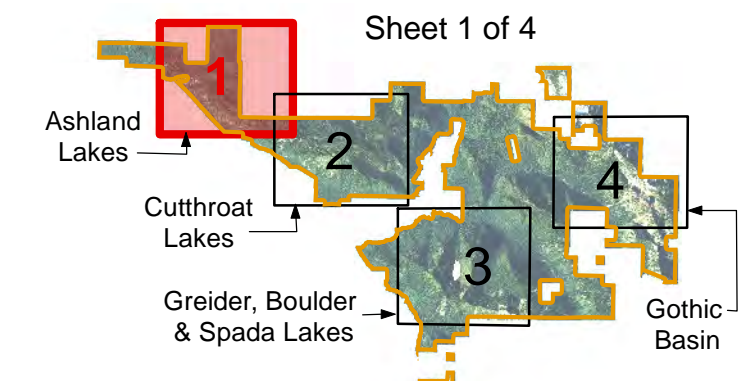 Sheet 1 of 4
1
Ashland
Lakes
2
4
Cutthroat
Lakes
3
Greider, Boulder
& Spada Lakes
Gothic
Basin